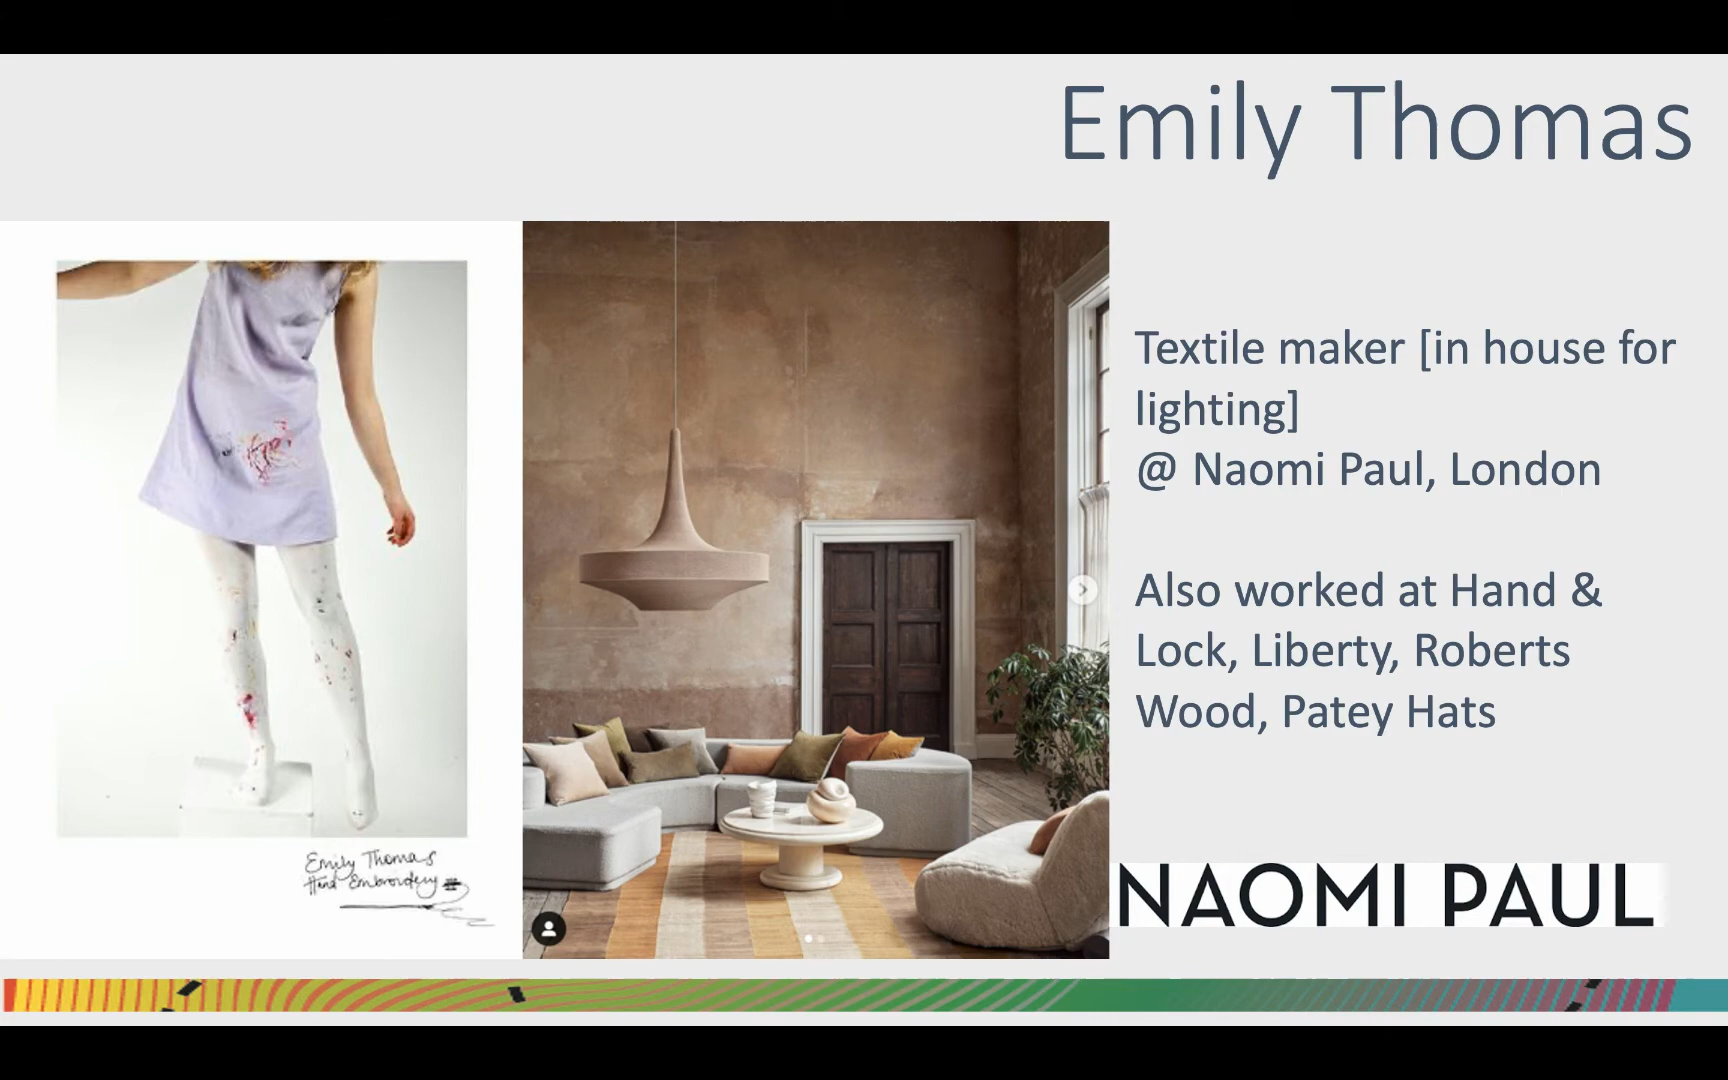 Emily Thomas
Textile maker [in house for
lighting]
@ Naomi Paul, London
Also worked at Hand &
Lock, Liberty, Roberts
Wood, Patey Hats
Emily Thomas
Hand Embroidery
NAOMI PAUL